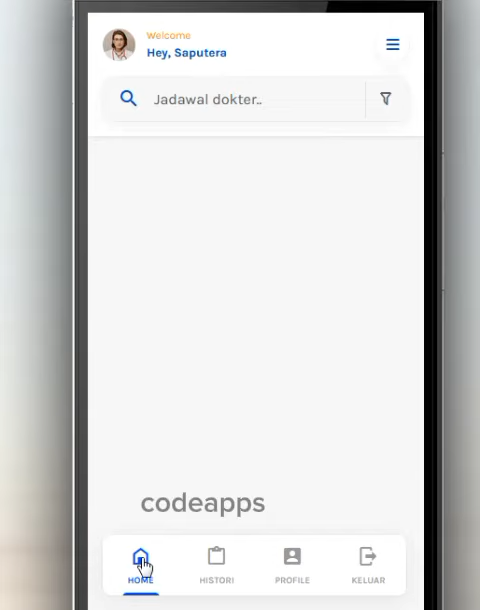 Welcome
Hey, Saputera
Jadawal dokter..
codeapps
HOME
HISTORI
PROFILE
KELUAR